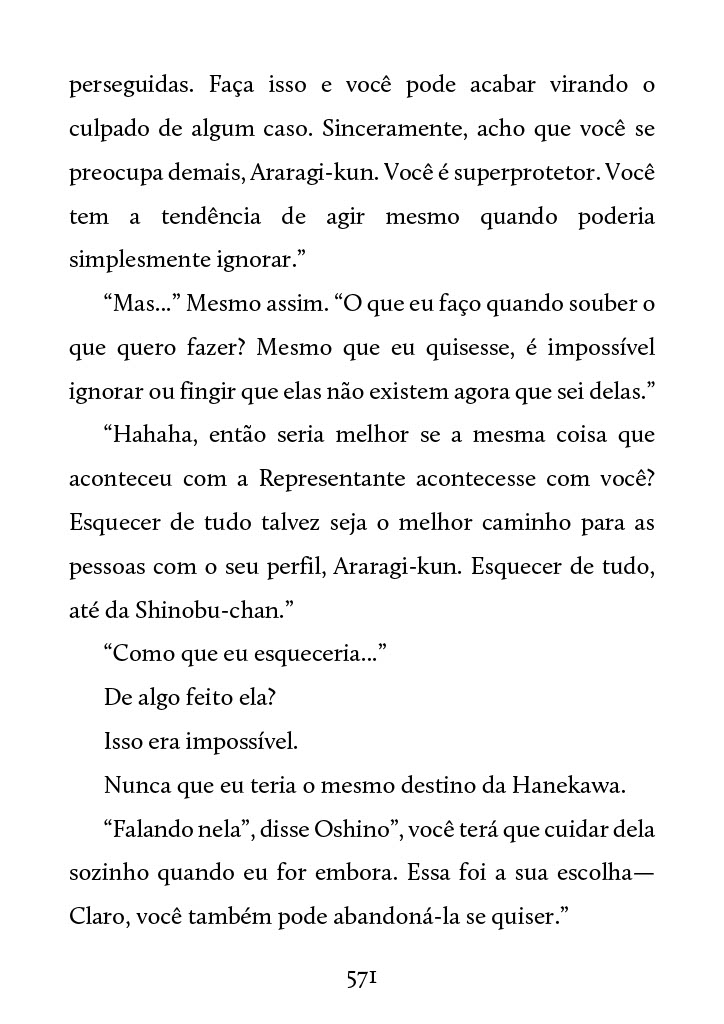 perseguidas. Faça isso e você pode acabar virando o
culpado de algum caso. Sinceramente, acho que você se
preocupa demais, Araragi-kun. Você é superprotetor. Você
tem a tendência de agir mesmo quando poderia
simplesmente ignorar.”
“Mas...” Mesmo assim. “O que eu faço quando souber o
que quero fazer? Mesmo que eu quisesse, é impossível
ignorar ou fingir que elas não existem agora que sei delas.”
“Hahaha, então seria melhor se a mesma coisa que
aconteceu com a Representante acontecesse com você?
Esquecer de tudo talvez seja o melhor caminho para as
pessoas com o seu perfil, Araragi-kun. Esquecer de tudo,
até da Shinobu-chan.”
“Como que eu esqueceria...”
De algo feito ela?
Isso era impossível.
Nunca que eu teria o mesmo destino da Hanekawa.
“Falando nela”, disse Oshino”, você terá que cuidar dela
sozinho quando eu for embora. Essa foi a sua escolha—
Claro, você também pode abandoná-la se quiser.”
571